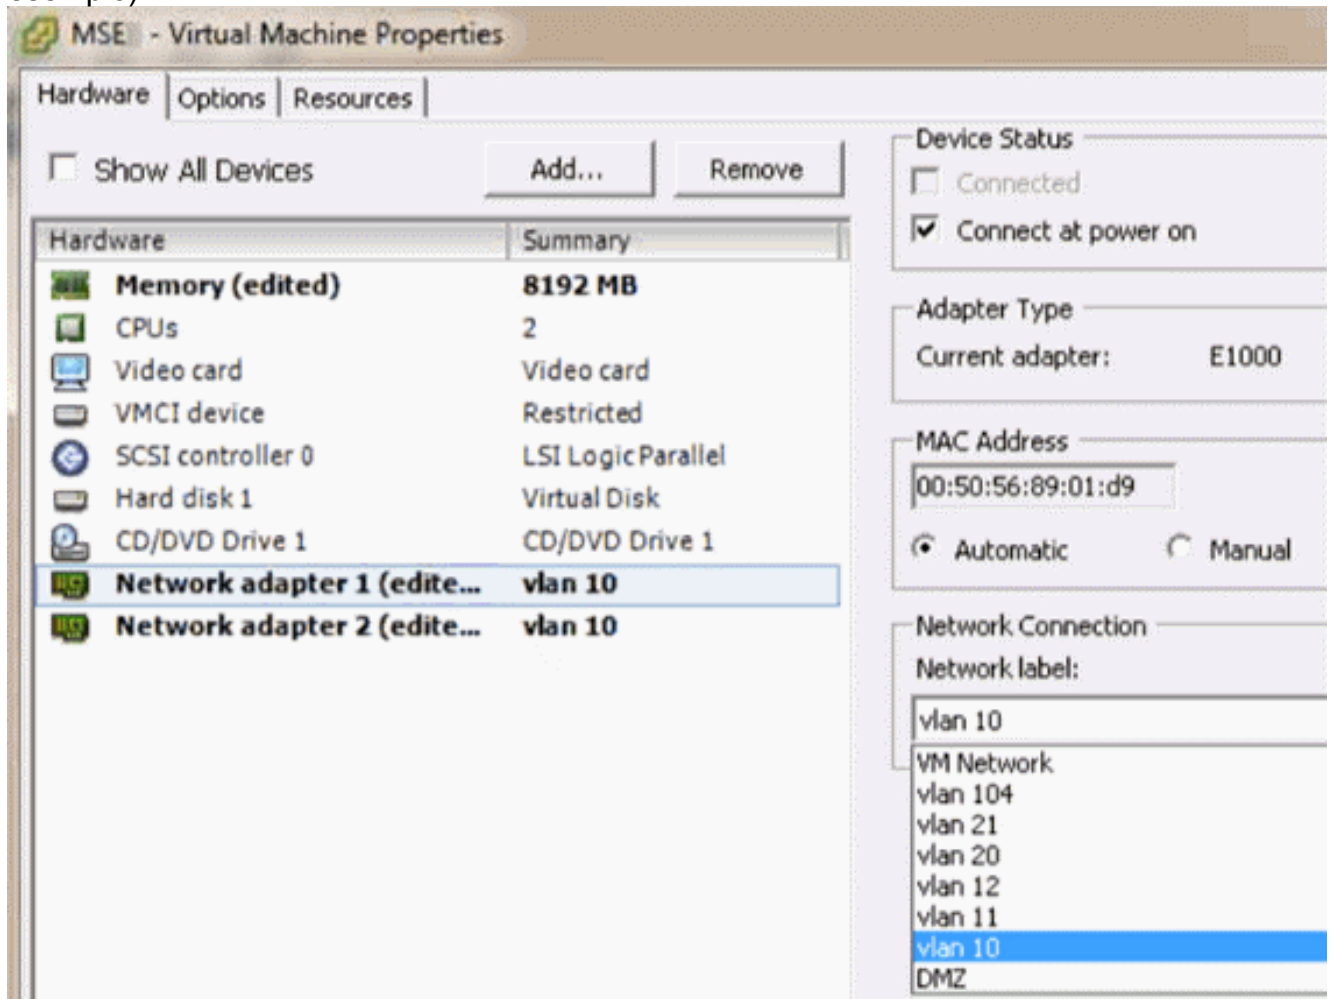 MSE - Virtual Machine Properties
Hardware Options Resources
Show All Devices Add... Remove
Hardware Summary
Memory (edited) 8192 MB
CPUs 2
Video card Video card
VMCI device Restricted
SCSI controller 0 LSI Logic Parallel
Hard disk 1 Virtual Disk
CD/DVD Drive 1 CD/DVD Drive 1
Network adapter 1 (edite... vlan 10
Network adapter 2 (edite... vlan 10
Device Status
Connected
Connect at power on
Adapter Type
Current adapter: E1000
MAC Address
00:50:56:89:01:d9
Automatic Manual
Network Connection
Network label:
vlan 10
VM Network
vlan 104
vlan 21
vlan 20
vlan 12
vlan 11
vlan 10
DMZ